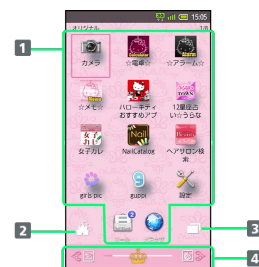 15:05
オリジナル 1/8
1
カメラ ☆電卓☆ ☆アラーム☆
☆メモ☆ ハローキティ
おすすめアプ 12星座占
い☆うらな
女子カレ NailCatalog ヘアサロン検
索
girls pic guppi 設定
2
3
4